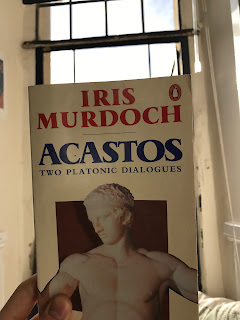 IRIS
MURDOCH
ACASTOS
TWO PLATONIC DIALOGUES